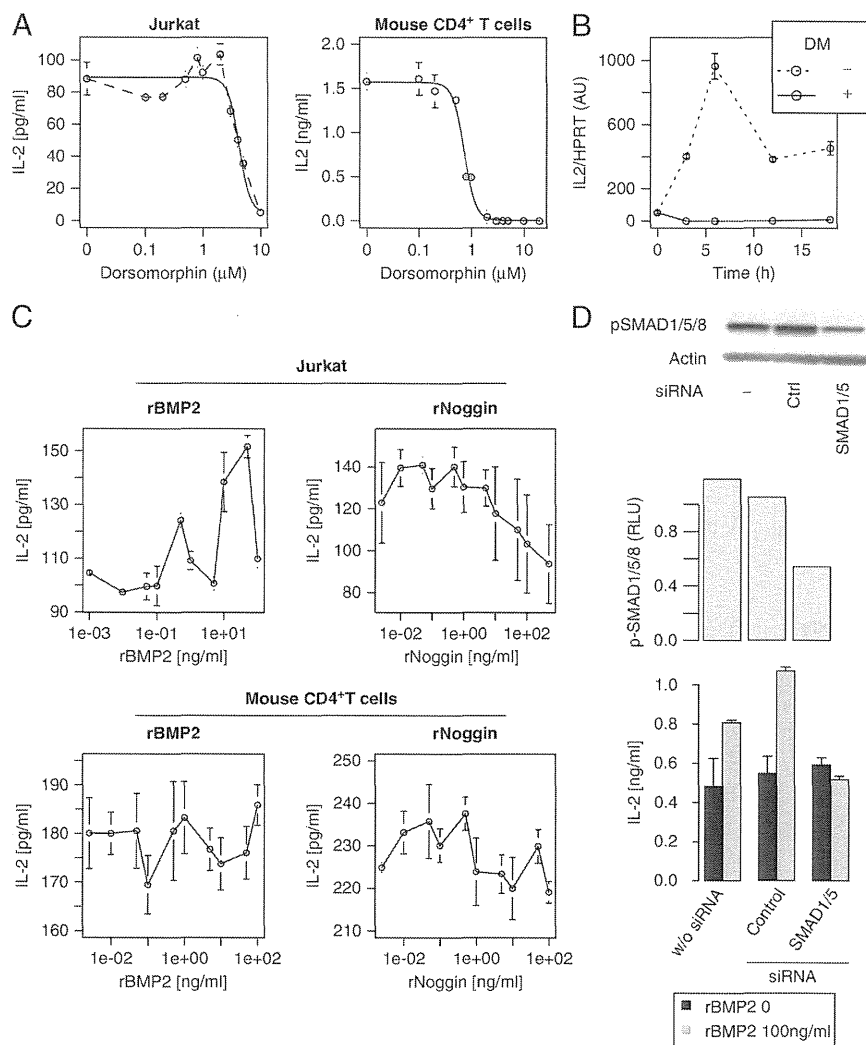 A
Jurkat
IL-2 [pg/ml]
120
100
80
60
40
20
0
0 0.1 1 10
Dorsomorphin (μM)
Mouse CD4+ T cells
IL2 [ng/ml]
2.0
1.5
1.0
0.5
0.0
0 0.1 1 10
Dorsomorphin (μM)
B
IL2/HPRT (AU)
1000
800
400
200
0
0 5 10 15
Time (h)
DM
−
+
C
Jurkat
rBMP2
IL-2 [pg/ml]
150
130
110
100
90
1e-03 1e-01 1e+01
rBMP2 [ng/ml]
rNoggin
IL-2 [pg/ml]
140
120
100
80
1e-02 1e+00 1e+02
rNoggin [ng/ml]
Mouse CD4+T cells
rBMP2
IL-2 [pg/ml]
190
180
170
160
1e-02 1e+00 1e+02
rBMP2 [ng/ml]
rNoggin
IL-2 [pg/ml]
250
240
230
220
210
1e-02 1e+00 1e+02
rNoggin [ng/ml]
D
pSMAD1/5/8
Actin
siRNA
–
Ctrl
SMAD1/5
p-SMAD1/5/8 (RLU)
0.8
0.4
0.0
IL-2 [ng/ml]
1.0
0.8
0.6
0.4
0.2
0.0
w/o siRNA
Control
SMAD1/5
siRNA
rBMP2 0
rBMP2 100ng/ml